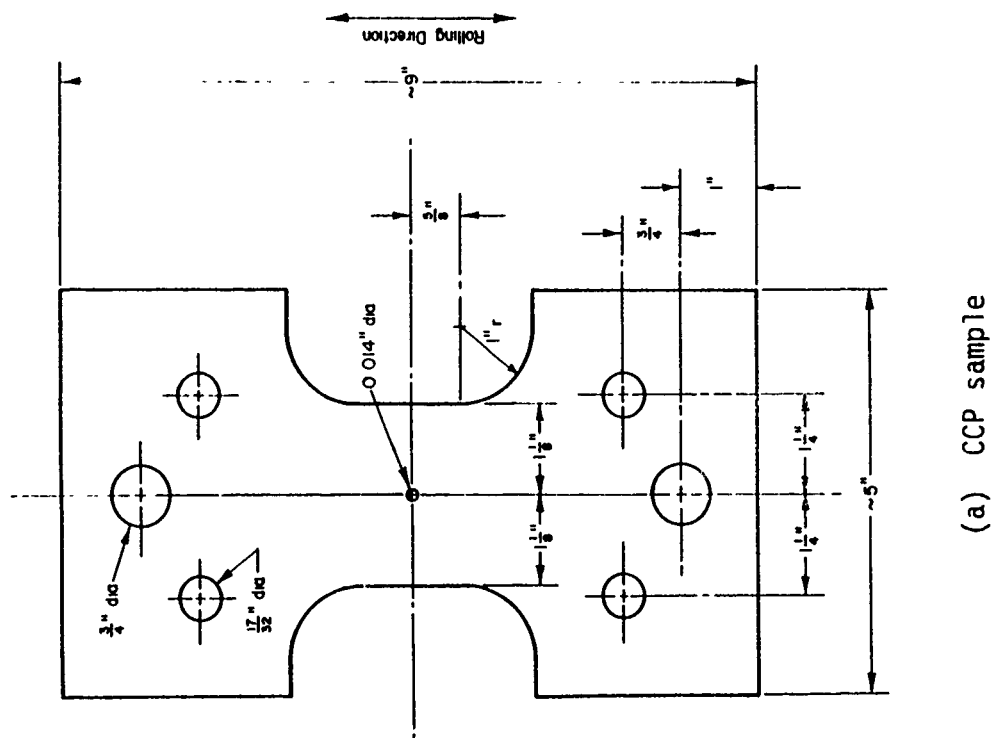 Rolling Direction
~9"
5/8"
1"
3/4"
1" r
0 014" dia
3/4" dia
17/32" dia
1 1/8"
1 1/8"
1 1/4"
1 1/4"
~5"
(a) CCP sample